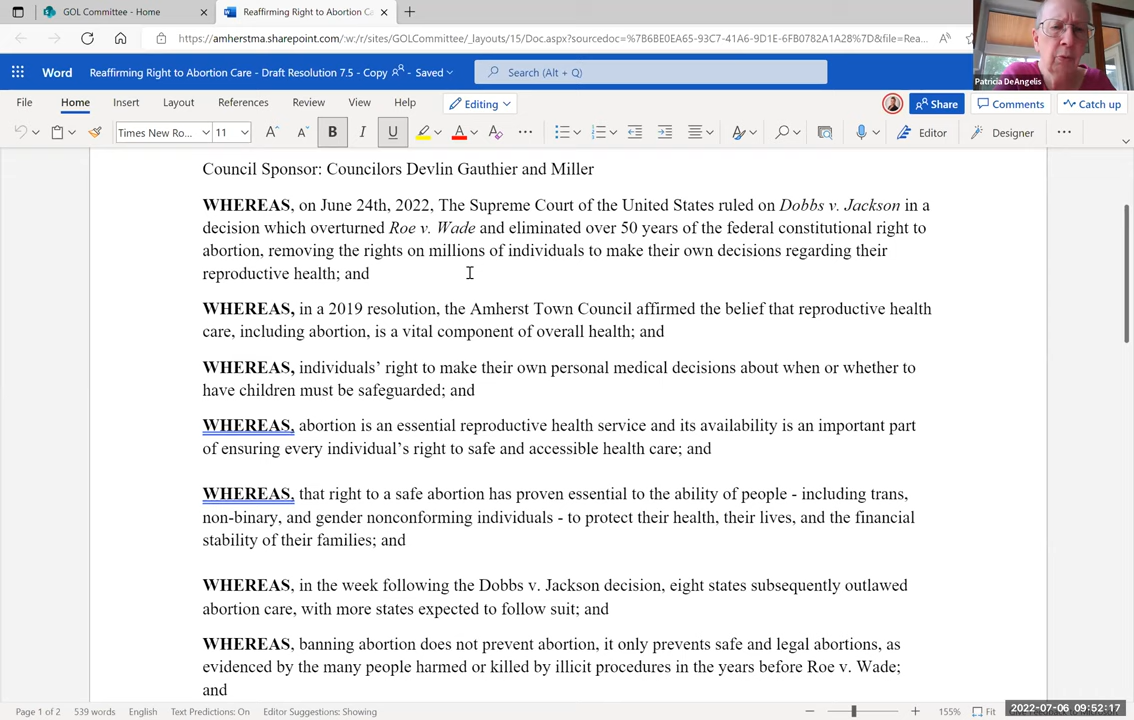 GOL Committee - Home
Reaffirming Right to Abortion Ca
https://amherstma.sharepoint.com/:w:/r/sites/GOLCommittee/_layouts/15/Doc.aspx?sourcedoc=%7B6BE0EA65-93C7-41A6-9D1E-6FB0782A1A28%7D&file=Rea...
Word
Reaffirming Right to Abortion Care - Draft Resolution 7.5 - Copy
- Saved
Search (Alt + Q)
Patricia DeAngelis
File
Home
Insert
Layout
References
Review
View
Help
Editing
Share
Comments
Catch up
Times New Ro...
11
B
I
U
Editor
Designer
Council Sponsor: Councilors Devlin Gauthier and Miller
WHEREAS, on June 24th, 2022, The Supreme Court of the United States ruled on Dobbs v. Jackson in a
decision which overturned Roe v. Wade and eliminated over 50 years of the federal constitutional right to
abortion, removing the rights on millions of individuals to make their own decisions regarding their
reproductive health; and
WHEREAS, in a 2019 resolution, the Amherst Town Council affirmed the belief that reproductive health
care, including abortion, is a vital component of overall health; and
WHEREAS, individuals’ right to make their own personal medical decisions about when or whether to
have children must be safeguarded; and
WHEREAS, abortion is an essential reproductive health service and its availability is an important part
of ensuring every individual’s right to safe and accessible health care; and
WHEREAS, that right to a safe abortion has proven essential to the ability of people - including trans,
non-binary, and gender nonconforming individuals - to protect their health, their lives, and the financial
stability of their families; and
WHEREAS, in the week following the Dobbs v. Jackson decision, eight states subsequently outlawed
abortion care, with more states expected to follow suit; and
WHEREAS, banning abortion does not prevent abortion, it only prevents safe and legal abortions, as
evidenced by the many people harmed or killed by illicit procedures in the years before Roe v. Wade;
and
Page 1 of 2
539 words
English
Text Predictions: On
Editor Suggestions: Showing
155%
Fit
2022-07-06 09:52:17